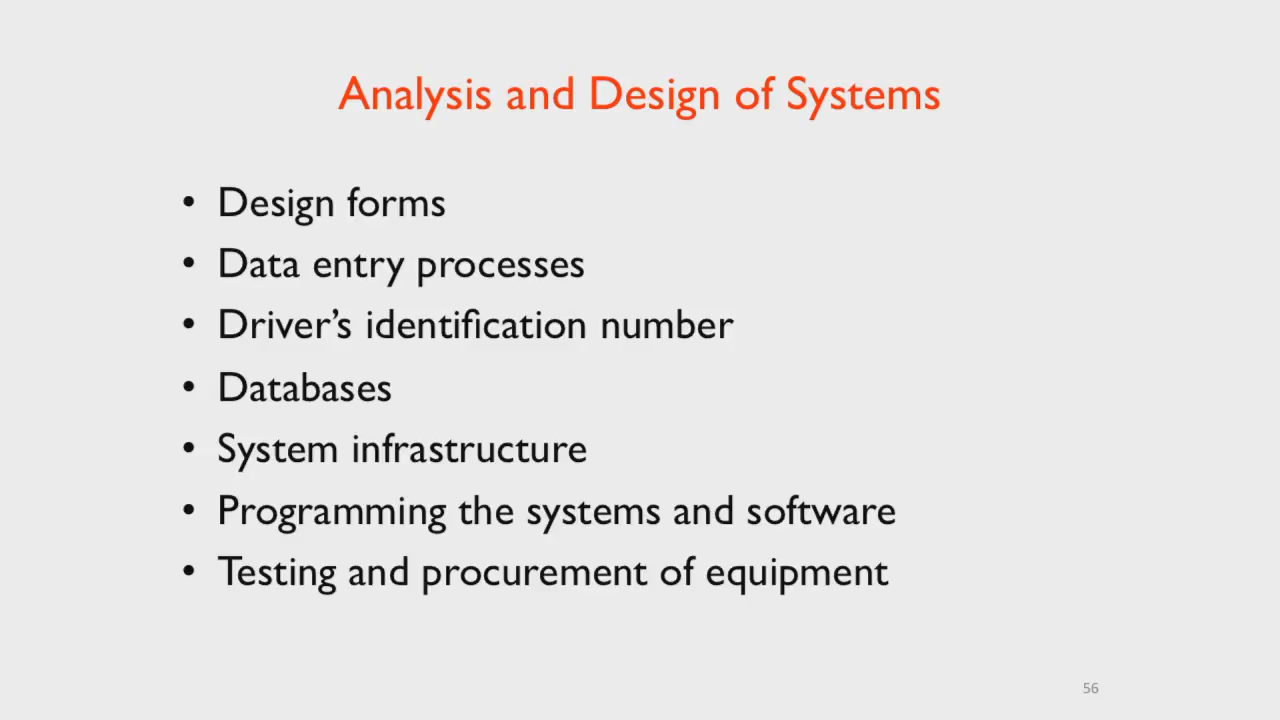 Analysis and Design of Systems
• Design forms
• Data entry processes
• Driver’s identification number
• Databases
• System infrastructure
• Programming the systems and software
• Testing and procurement of equipment
56